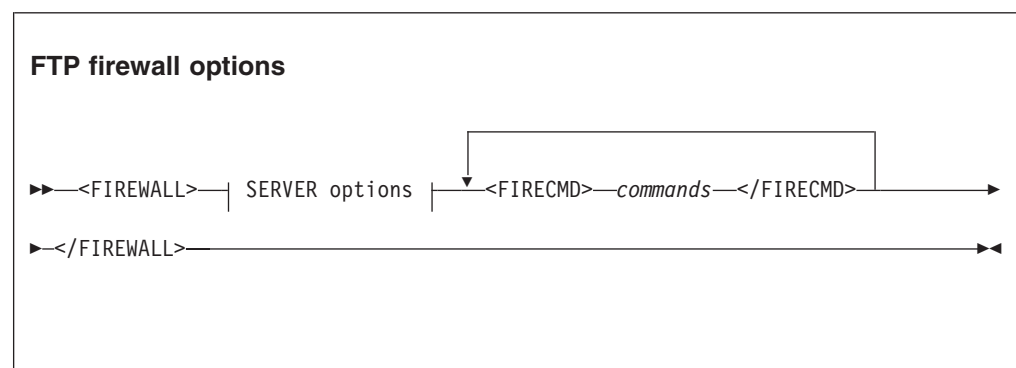 FTP firewall options
<FIREWALL> SERVER options <FIRECMD> commands </FIRECMD>
</FIREWALL>